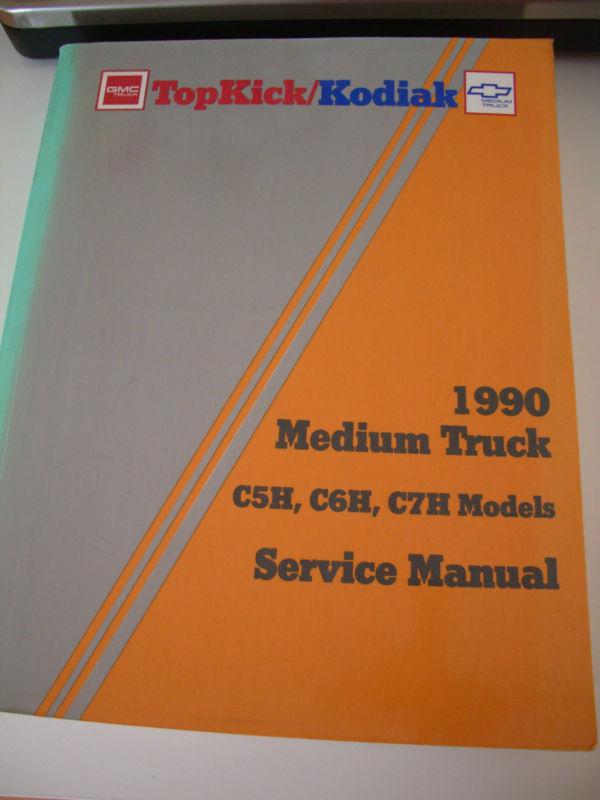 GMC
TRUCK
TopKick/Kodiak
MEDIUM
TRUCK
1990
Medium Truck
C5H, C6H, C7H Models
Service Manual